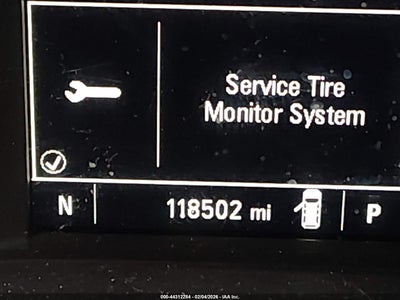 Service Tire
Monitor System
N 118502 mi P
000-44312284 - 02/04/2026 - IAA Inc.